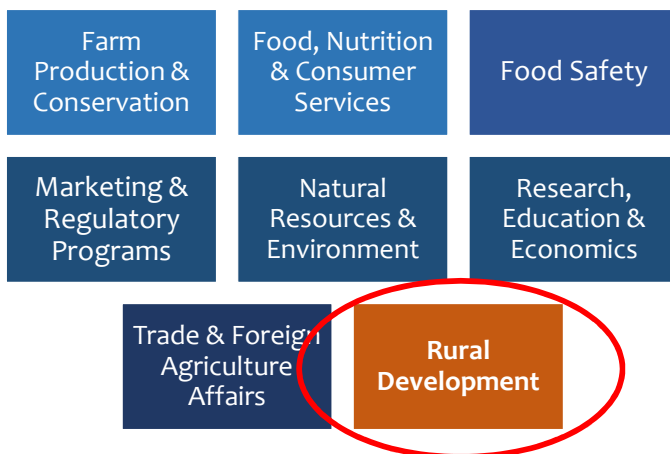 Farm
Production &
Conservation
Food, Nutrition
& Consumer
Services
Food Safety
Marketing &
Regulatory
Programs
Natural
Resources &
Environment
Research,
Education &
Economics
Trade & Foreign
Agriculture
Affairs
Rural
Development